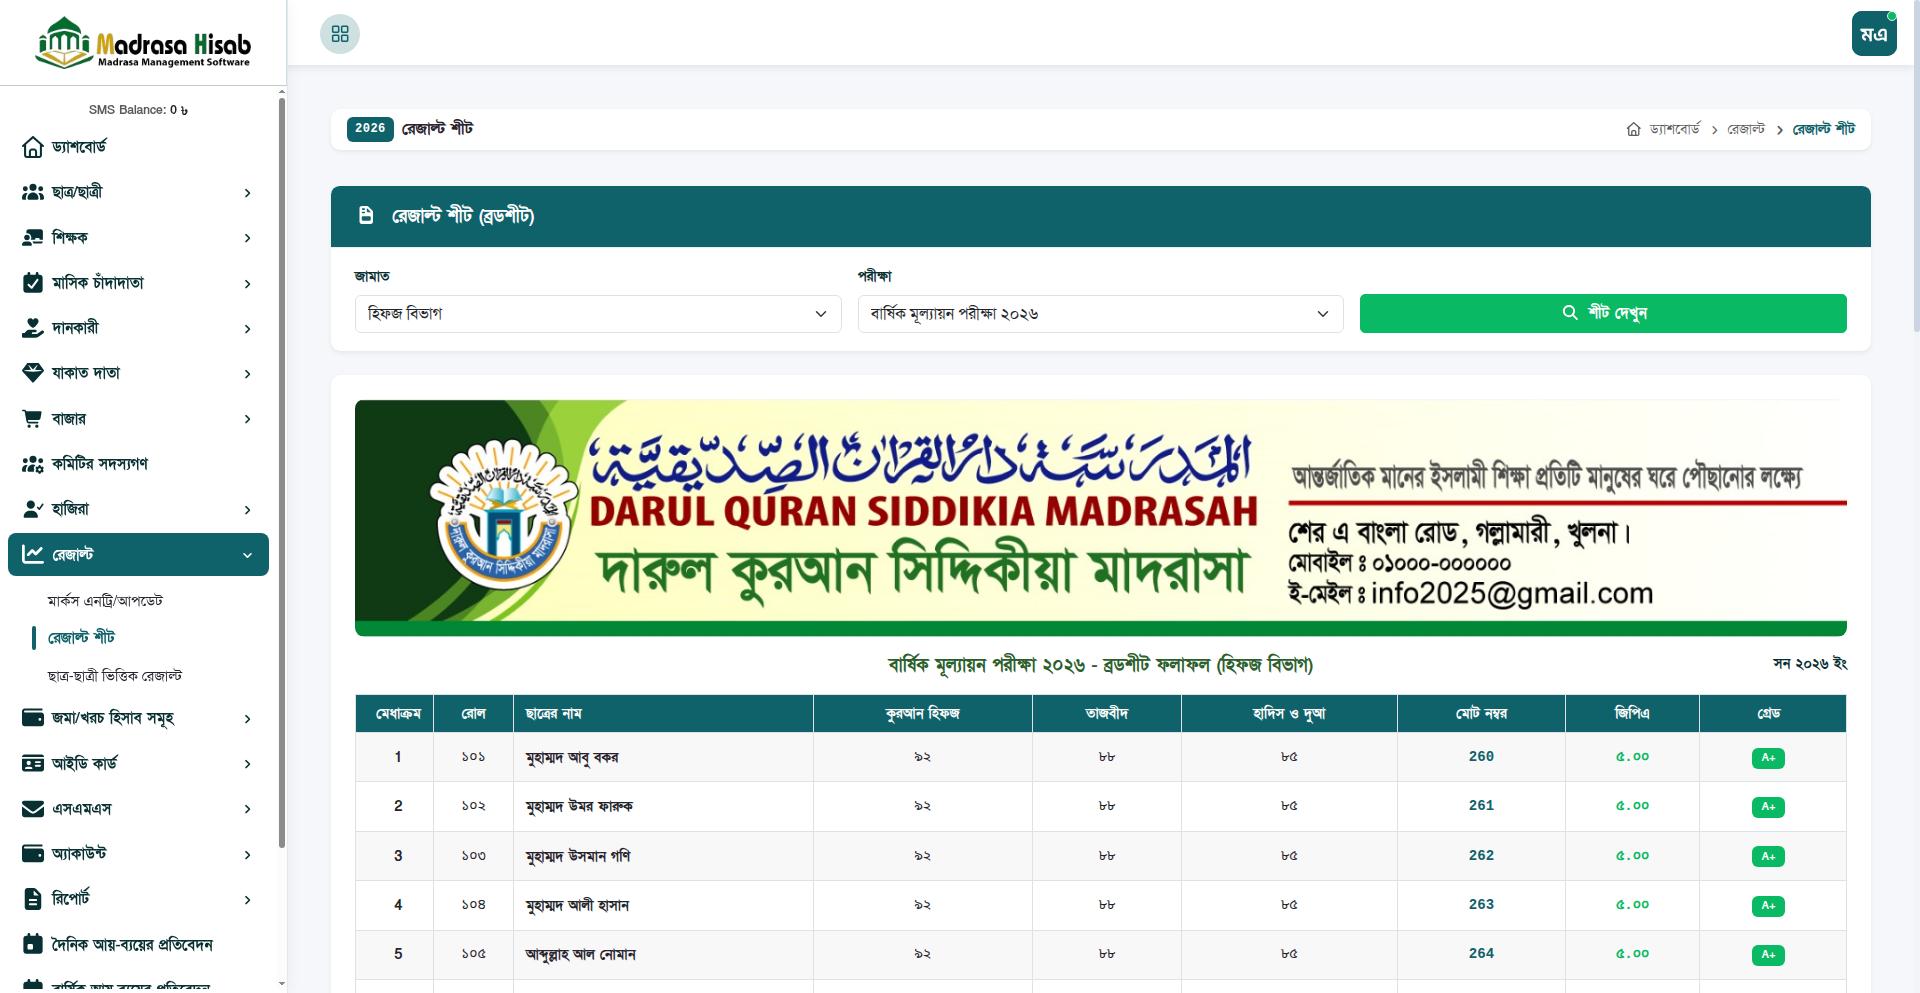 Madrasa Hisab
Madrasa Management Software
SMS Balance: 0 ৳
ড্যাশবোর্ড
ছাত্র/ছাত্রী
শিক্ষক
মাসিক চাঁদাদাতা
দানকারী
যাকাত দাতা
বাজার
কমিটির সদস্যগণ
হাজিরা
রেজাল্ট
মার্কস এনট্রি/আপডেট
রেজাল্ট শীট
ছাত্র-ছাত্রী ভিত্তিক রেজাল্ট
জমা/খরচ হিসাব সমূহ
আইডি কার্ড
এসএমএস
অ্যাকাউন্ট
রিপোর্ট
দৈনিক আয়-ব্যয়ের প্রতিবেদন
মএ
2026 রেজাল্ট শীট
ড্যাশবোর্ড > রেজাল্ট > রেজাল্ট শীট
রেজাল্ট শীট (ব্রডশীট)
জামাত পরীক্ষা
হিফজ বিভাগ বার্ষিক মূল্যায়ন পরীক্ষা ২০২৬ শীট দেখুন
المدرسة دار القرآن الصديقية
DARUL QURAN SIDDIKIA MADRASAH
দারুল কুরআন সিদ্দিকীয়া মাদরাসা
আন্তর্জাতিক মানের ইসলামী শিক্ষা প্রতিটি মানুষের ঘরে পৌছানোর লক্ষ্যে
শের এ বাংলা রোড, গল্লামারী, খুলনা।
মোবাইল ঃ ০১০০০-০০০০০০
ই-মেইল ঃ info2025@gmail.com
বার্ষিক মূল্যায়ন পরীক্ষা ২০২৬ - ব্রডশীট ফলাফল (হিফজ বিভাগ)
সন ২০২৬ ইং
মেধাক্রম রোল ছাত্রের নাম কুরআন হিফজ তাজবীদ হাদিস ও দুআ মোট নম্বর জিপিএ গ্রেড
1 ১০১ মুহাম্মদ আবু বকর ৯২ ৮৮ ৮৫ 260 ৫.০০ A+
2 ১০২ মুহাম্মদ উমর ফারুক ৯২ ৮৮ ৮৫ 261 ৫.০০ A+
3 ১০৩ মুহাম্মদ উসমান গণি ৯২ ৮৮ ৮৫ 262 ৫.০০ A+
4 ১০৪ মুহাম্মদ আলী হাসান ৯২ ৮৮ ৮৫ 263 ৫.০০ A+
5 ১০৫ আব্দুল্লাহ আল নোমান ৯২ ৮৮ ৮৫ 264 ৫.০০ A+